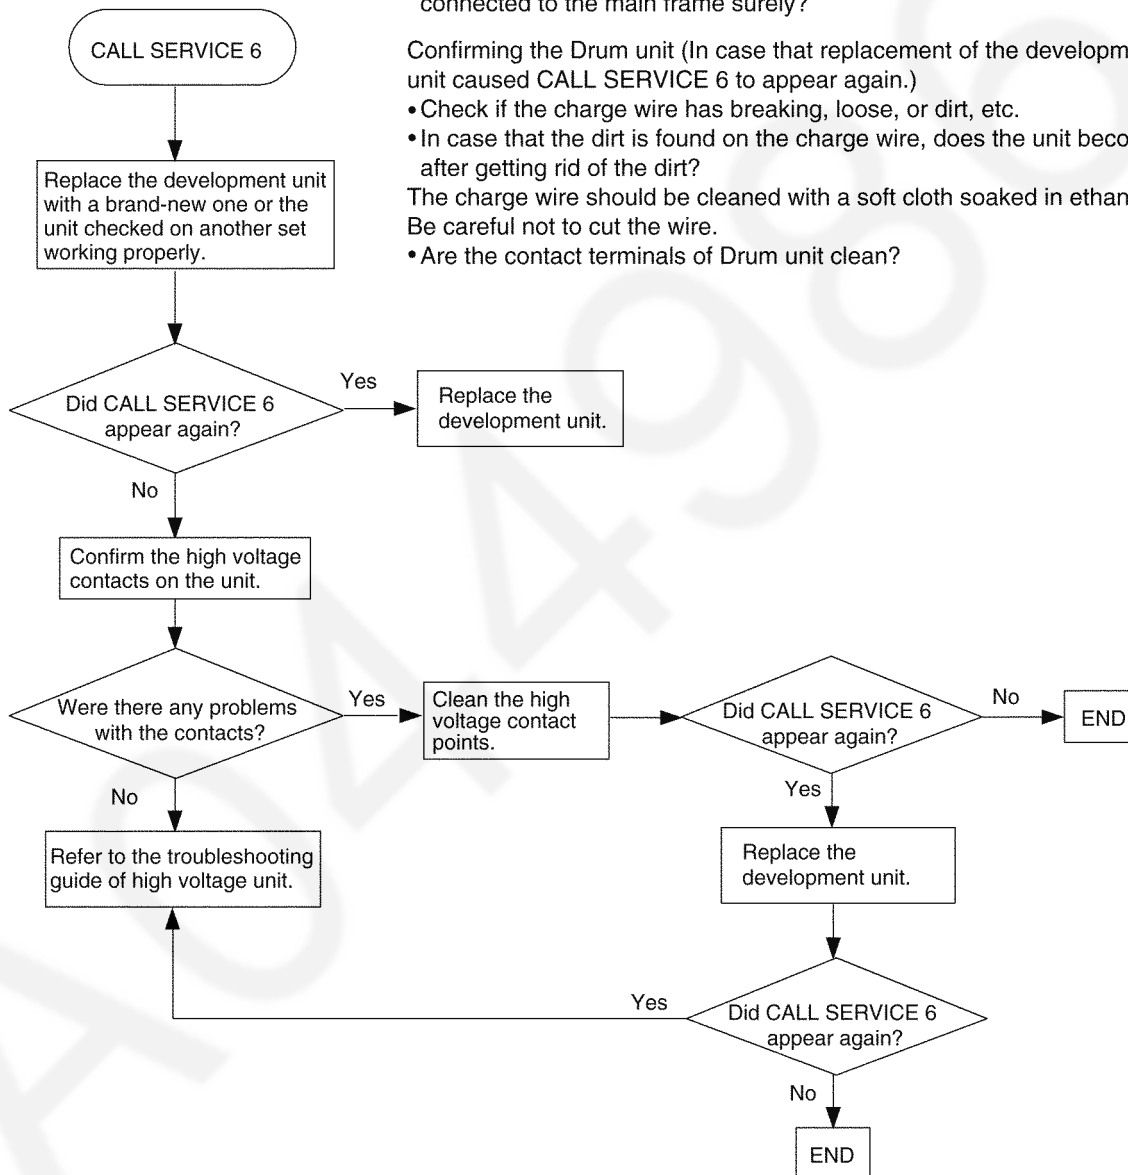 connected to the main frame surely?
CALL SERVICE 6
Confirming the Drum unit (In case that replacement of the developm
unit caused CALL SERVICE 6 to appear again.)
• Check if the charge wire has breaking, loose, or dirt, etc.
• In case that the dirt is found on the charge wire, does the unit beco
after getting rid of the dirt?
The charge wire should be cleaned with a soft cloth soaked in ethan
Be careful not to cut the wire.
• Are the contact terminals of Drum unit clean?
Replace the development unit
with a brand-new one or the
unit checked on another set
working properly.
Did CALL SERVICE 6
appear again?
Yes
Replace the
development unit.
No
Confirm the high voltage
contacts on the unit.
Were there any problems
with the contacts?
Yes
Clean the high
voltage contact
points.
Did CALL SERVICE 6
appear again?
No
END
Yes
No
Refer to the troubleshooting
guide of high voltage unit.
Replace the
development unit.
Yes
Did CALL SERVICE 6
appear again?
No
END
A044986